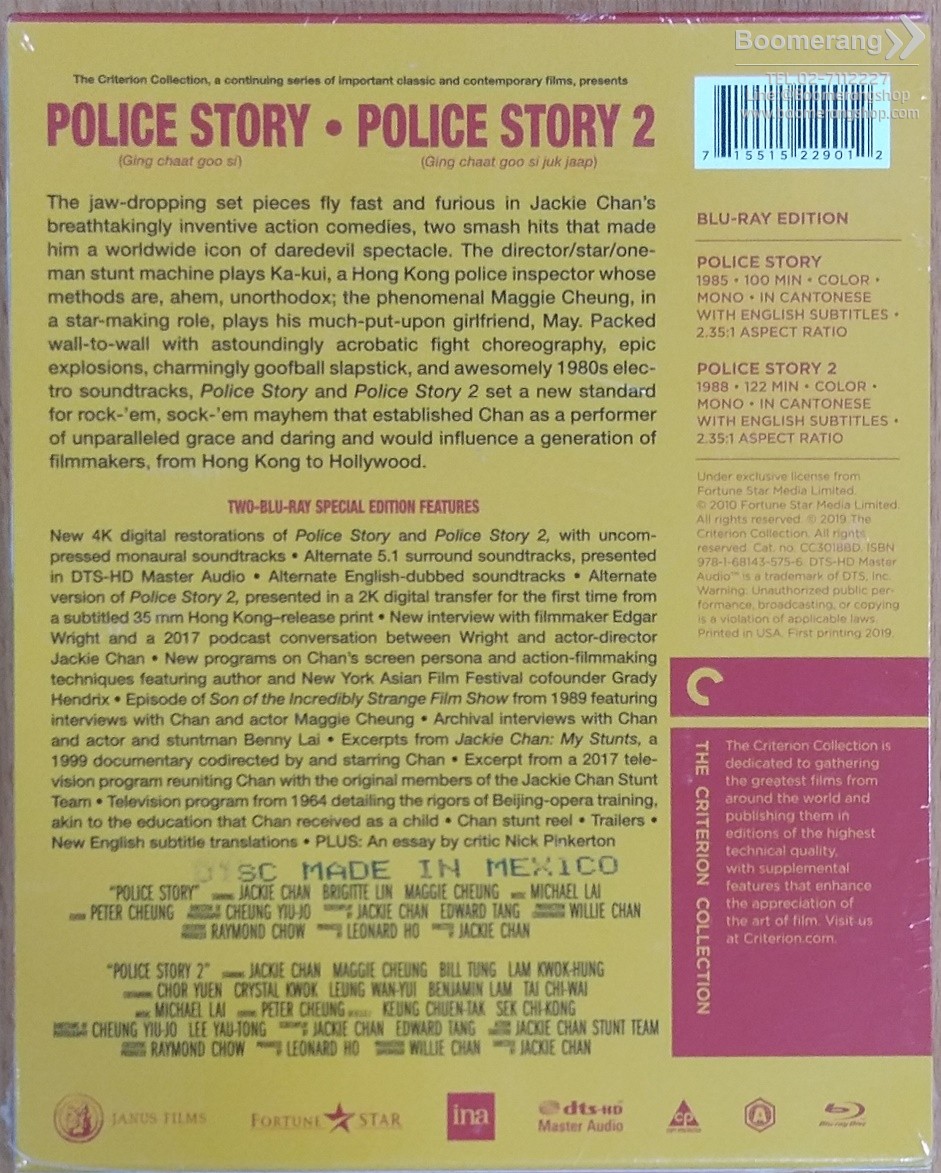 Boomerang
TEL 02-7112227
Line: @Boomerangshop
www.boomerangshop.com
The Criterion Collection, a continuing series of important classic and contemporary films, presents
POLICE STORY • POLICE STORY 2
(Ging chaat goo si) (Ging chaat goo si juk jaap)
7 15515 22901 2
The jaw-dropping set pieces fly fast and furious in Jackie Chan's
breathtakingly inventive action comedies, two smash hits that made
him a worldwide icon of daredevil spectacle. The director/star/one-
man stunt machine plays Ka-kui, a Hong Kong police inspector whose
methods are, ahem, unorthodox; the phenomenal Maggie Cheung, in
a star-making role, plays his much-put-upon girlfriend, May. Packed
wall-to-wall with astoundingly acrobatic fight choreography, epic
explosions, charmingly goofball slapstick, and awesomely 1980s elec-
tro soundtracks, Police Story and Police Story 2 set a new standard
for rock-'em, sock-'em mayhem that established Chan as a performer
of unparalleled grace and daring and would influence a generation of
filmmakers, from Hong Kong to Hollywood.
TWO-BLU-RAY SPECIAL EDITION FEATURES
New 4K digital restorations of Police Story and Police Story 2, with uncom-
pressed monaural soundtracks • Alternate 5.1 surround soundtracks, presented
in DTS-HD Master Audio • Alternate English-dubbed soundtracks • Alternate
version of Police Story 2, presented in a 2K digital transfer for the first time from
a subtitled 35 mm Hong Kong–release print • New interview with filmmaker Edgar
Wright and a 2017 podcast conversation between Wright and actor-director
Jackie Chan • New programs on Chan's screen persona and action-filmmaking
techniques featuring author and New York Asian Film Festival cofounder Grady
Hendrix • Episode of Son of the Incredibly Strange Film Show from 1989 featuring
interviews with Chan and actor Maggie Cheung • Archival interviews with Chan
and actor and stuntman Benny Lai • Excerpts from Jackie Chan: My Stunts, a
1999 documentary codirected by and starring Chan • Excerpt from a 2017 tele-
vision program reuniting Chan with the original members of the Jackie Chan Stunt
Team • Television program from 1964 detailing the rigors of Beijing-opera training,
akin to the education that Chan received as a child • Chan stunt reel • Trailers •
New English subtitle translations • PLUS: An essay by critic Nick Pinkerton
DISC MADE IN MEXICO
"POLICE STORY" JACKIE CHAN BRIGITTE LIN MAGGIE CHEUNG MICHAEL LAI
PETER CHEUNG CHEUNG YIU-JO JACKIE CHAN EDWARD TANG WILLIE CHAN
RAYMOND CHOW LEONARD HO JACKIE CHAN
"POLICE STORY 2" JACKIE CHAN MAGGIE CHEUNG BILL TUNG LAM KWOK-HUNG
CHOR YUEN CRYSTAL KWOK LEUNG WAN-YUI BENJAMIN LAM TAI CHI-WAI
MICHAEL LAI PETER CHEUNG KEUNG CHUEN-TAK SEK CHI-KONG
CHEUNG YIU-JO LEE YAU-TONG JACKIE CHAN EDWARD TANG JACKIE CHAN STUNT TEAM
RAYMOND CHOW LEONARD HO WILLIE CHAN JACKIE CHAN
BLU-RAY EDITION
POLICE STORY
1985 • 100 MIN • COLOR •
MONO • IN CANTONESE
WITH ENGLISH SUBTITLES •
2.35:1 ASPECT RATIO
POLICE STORY 2
1988 • 122 MIN • COLOR •
MONO • IN CANTONESE
WITH ENGLISH SUBTITLES •
2.35:1 ASPECT RATIO
Under exclusive license from
Fortune Star Media Limited.
© 2010 Fortune Star Media Limited.
All rights reserved. © 2019 The
Criterion Collection. All rights
reserved. Cat. no. CC3018BD. ISBN
978-1-68143-575-6. DTS-HD Master
Audio™ is a trademark of DTS, Inc.
Warning: Unauthorized public per-
formance, broadcasting, or copying
is a violation of applicable laws.
Printed in USA. First printing 2019.
THE CRITERION COLLECTION
The Criterion Collection is
dedicated to gathering
the greatest films from
around the world and
publishing them in
editions of the highest
technical quality,
with supplemental
features that enhance
the appreciation of
the art of film. Visit us
at Criterion.com.
JANUS FILMS
FORTUNE STAR
ina
dts-HD
Master Audio
cp
A
Blu-ray Disc